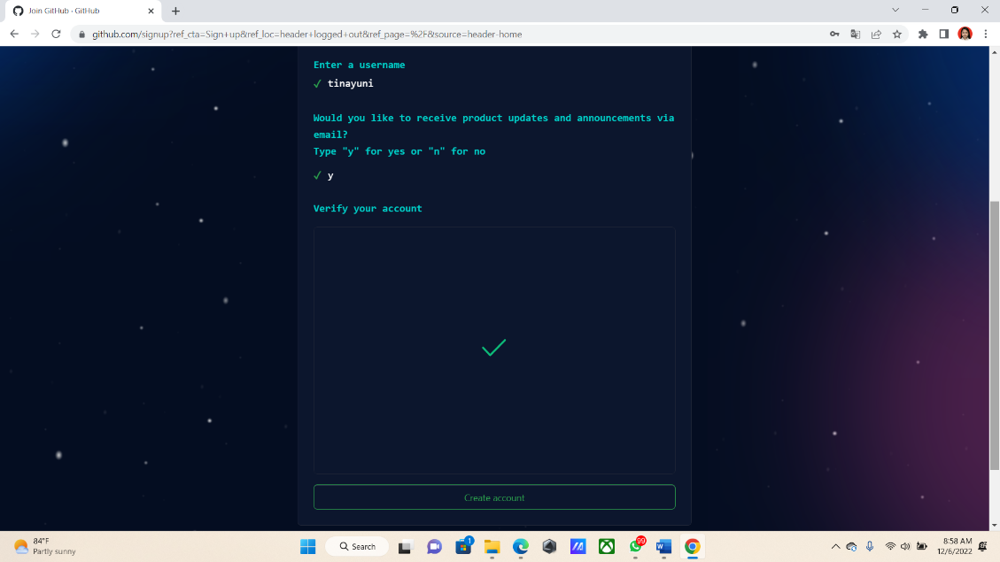 Join GitHub · GitHub
github.com/signup?ref_cta=Sign+up&ref_loc=header+logged+out&ref_page=%2F&source=header-home
Enter a username
✓ tinayuni
Would you like to receive product updates and announcements via
email?
Type "y" for yes or "n" for no
✓ y
Verify your account
Create account
84°F
Partly sunny
Search
1
99
W
8:58 AM
12/6/2022